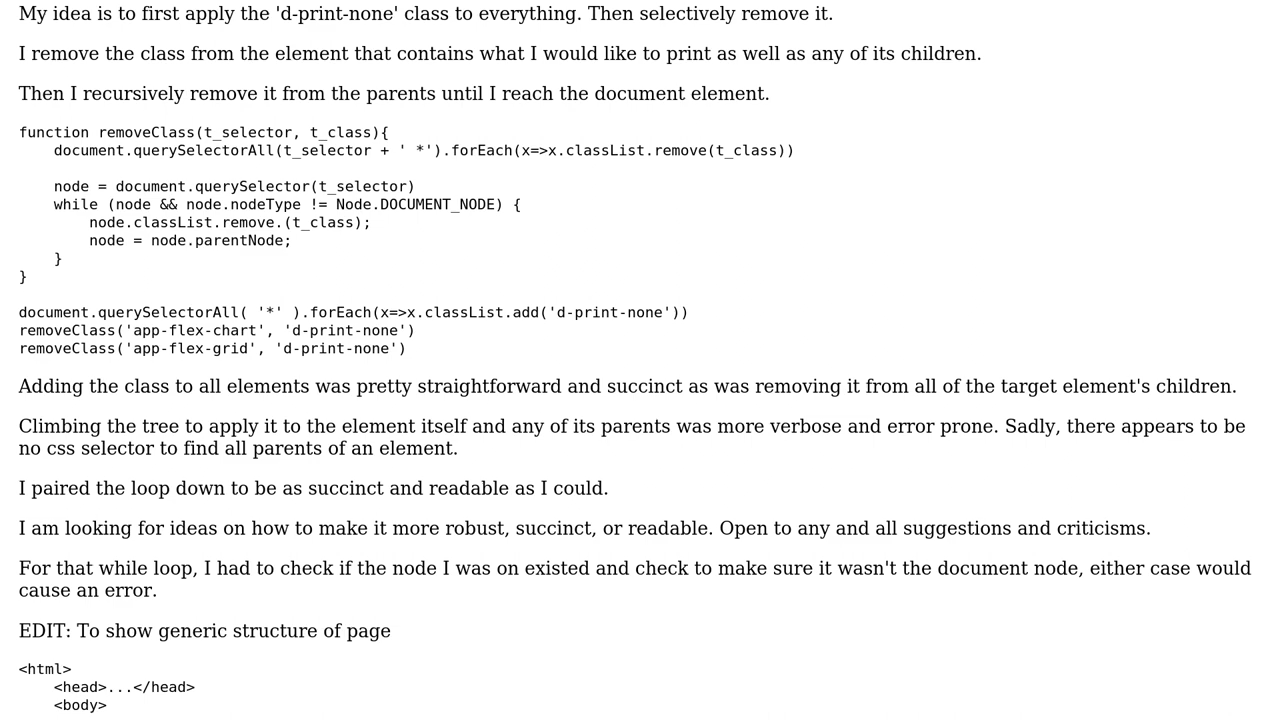 My idea is to first apply the 'd-print-none' class to everything. Then selectively remove it.
I remove the class from the element that contains what I would like to print as well as any of its children.
Then I recursively remove it from the parents until I reach the document element.
function removeClass(t_selector, t_class){
    document.querySelectorAll(t_selector + ' *').forEach(x=>x.classList.remove(t_class))
    node = document.querySelector(t_selector)
    while (node && node.nodeType != Node.DOCUMENT_NODE) {
        node.classList.remove.(t_class);
        node = node.parentNode;
    }
}
document.querySelectorAll( '*' ).forEach(x=>x.classList.add('d-print-none'))
removeClass('app-flex-chart', 'd-print-none')
removeClass('app-flex-grid', 'd-print-none')
Adding the class to all elements was pretty straightforward and succinct as was removing it from all of the target element's children.
Climbing the tree to apply it to the element itself and any of its parents was more verbose and error prone. Sadly, there appears to be
no css selector to find all parents of an element.
I paired the loop down to be as succinct and readable as I could.
I am looking for ideas on how to make it more robust, succinct, or readable. Open to any and all suggestions and criticisms.
For that while loop, I had to check if the node I was on existed and check to make sure it wasn't the document node, either case would
cause an error.
EDIT: To show generic structure of page
<html>
    <head>...</head>
    <body>